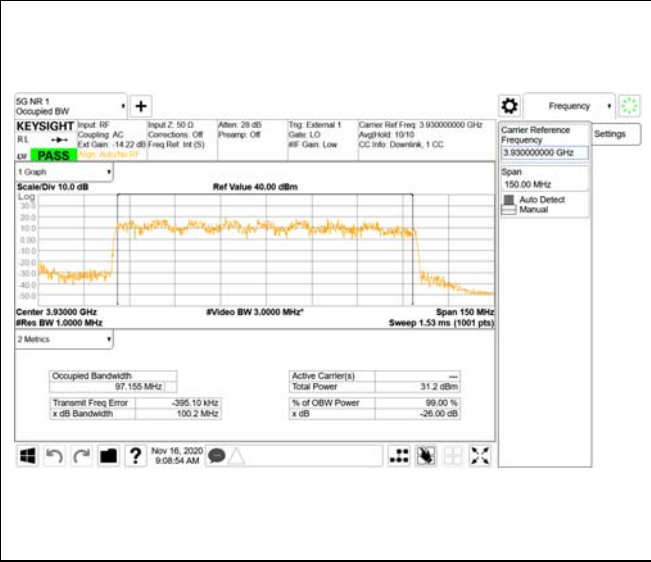 5G NR 1
Occupied BW
+
Frequency
KEYSIGHT
R L
PASS
Input: RF
Coupling: AC
Ext Gain: -14.22 dB
Align: Auto/No RF
Input Z: 50 Ω
Corrections: Off
Freq Ref: Int (S)
Atten: 28 dB
Preamp: Off
Trig: External 1
Gate: LO
#IF Gain: Low
Carrier Ref Freq: 3.930000000 GHz
Avg|Hold: 10/10
CC Info: Downlink, 1 CC
Carrier Reference
Frequency
3.930000000 GHz
Settings
Span
150.00 MHz
Auto Detect
Manual
1 Graph
Scale/Div 10.0 dB
Ref Value 40.00 dBm
Log
30.0
20.0
10.0
0.00
-10.0
-20.0
-30.0
-40.0
-50.0
Center 3.93000 GHz
#Video BW 3.0000 MHz*
Span 150 MHz
#Res BW 1.0000 MHz
Sweep 1.53 ms (1001 pts)
2 Metrics
Occupied Bandwidth
97.155 MHz
Active Carrier(s)
---
Total Power
31.2 dBm
Transmit Freq Error
-395.10 kHz
% of OBW Power
99.00 %
x dB Bandwidth
100.2 MHz
x dB
-26.00 dB
?
Nov 16, 2020
9:08:54 AM